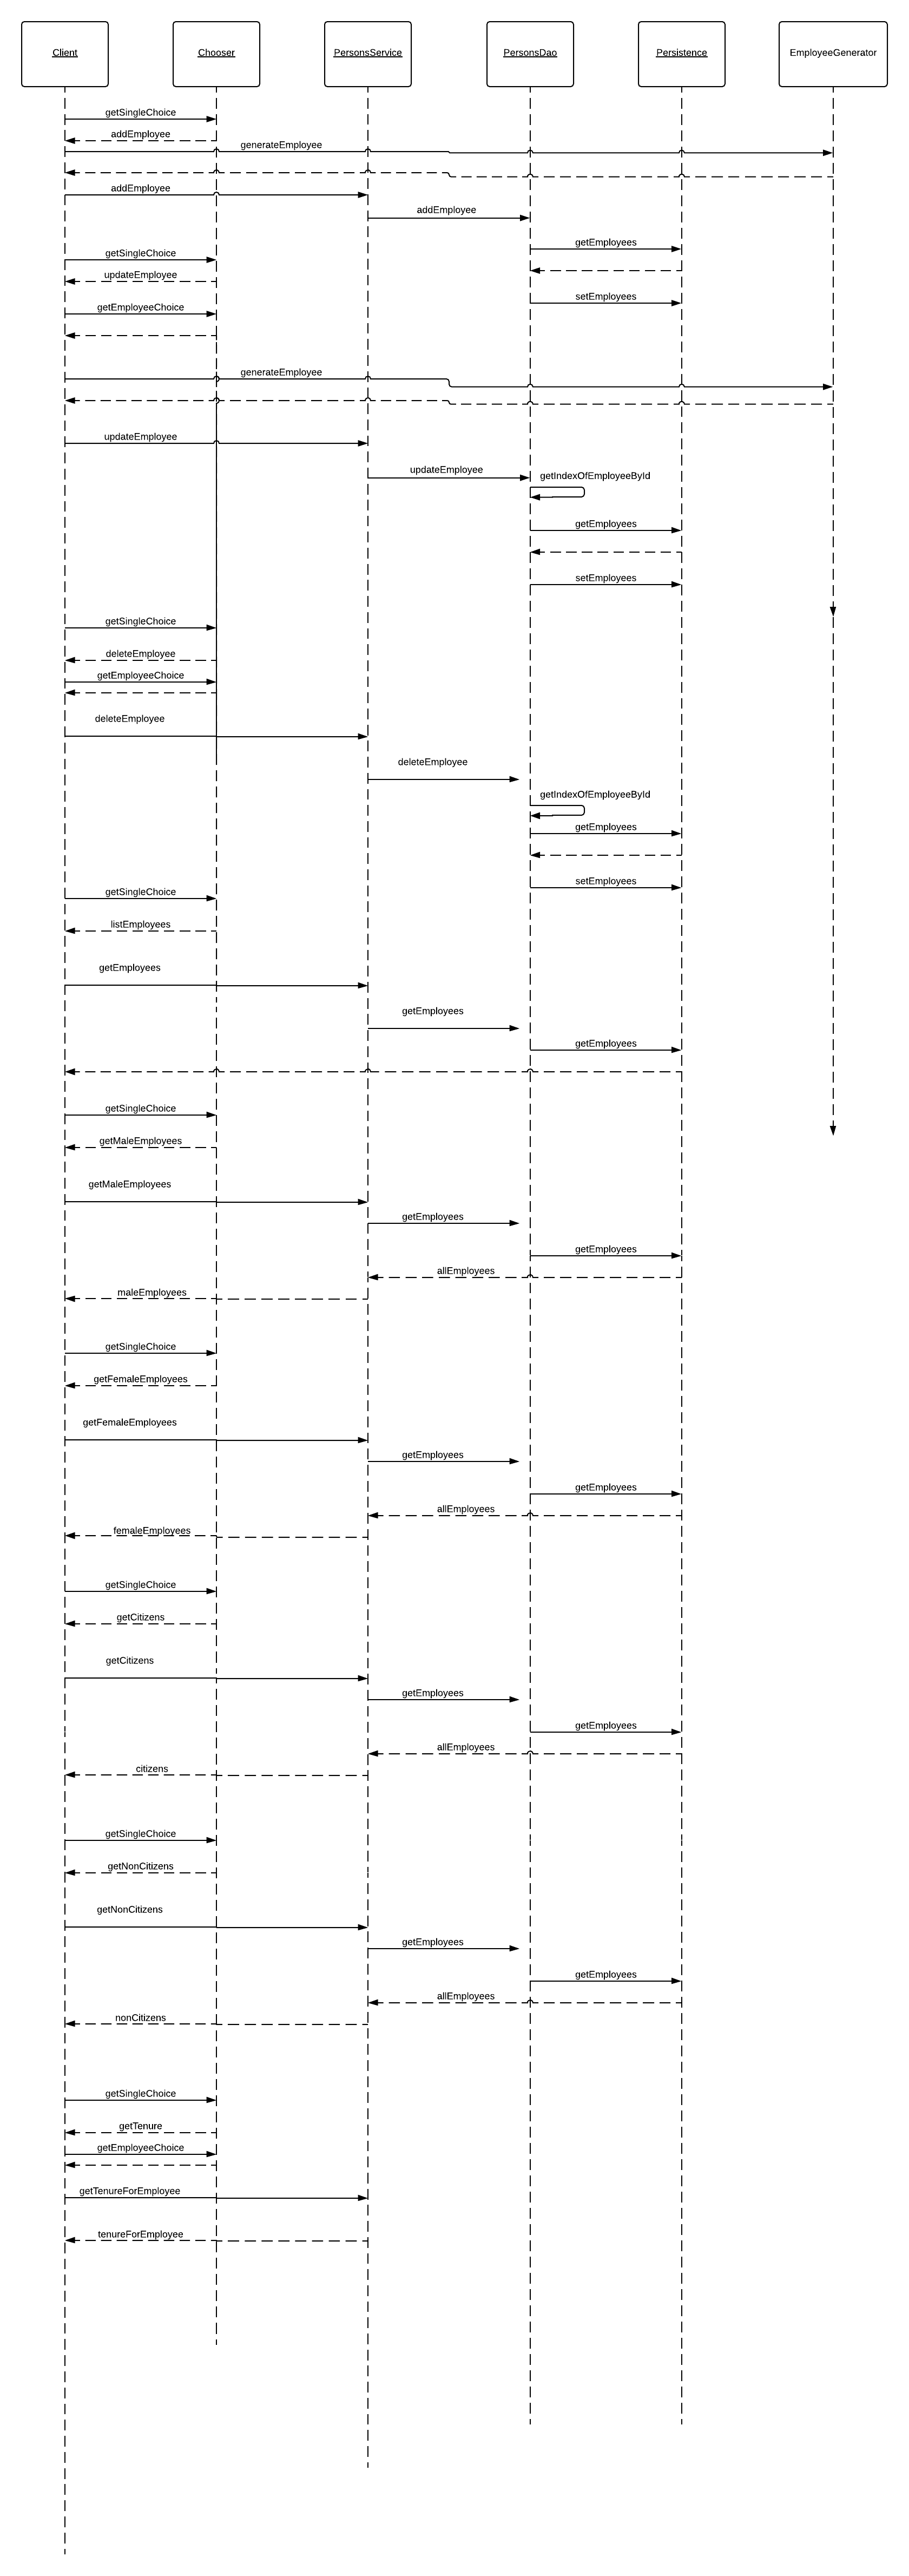 Client
Chooser
PersonsService
PersonsDao
Persistence
EmployeeGenerator
getSingleChoice
addEmployee
generateEmployee
addEmployee
addEmployee
getEmployees
getSingleChoice
updateEmployee
setEmployees
getEmployeeChoice
generateEmployee
updateEmployee
updateEmployee
getIndexOfEmployeeById
getEmployees
setEmployees
getSingleChoice
deleteEmployee
getEmployeeChoice
deleteEmployee
deleteEmployee
getIndexOfEmployeeById
getEmployees
setEmployees
getSingleChoice
listEmployees
getEmployees
getEmployees
getEmployees
getSingleChoice
getMaleEmployees
getMaleEmployees
getEmployees
getEmployees
allEmployees
maleEmployees
getSingleChoice
getFemaleEmployees
getFemaleEmployees
getEmployees
getEmployees
allEmployees
femaleEmployees
getSingleChoice
getCitizens
getCitizens
getEmployees
getEmployees
allEmployees
citizens
getSingleChoice
getNonCitizens
getNonCitizens
getEmployees
getEmployees
allEmployees
nonCitizens
getSingleChoice
getTenure
getEmployeeChoice
getTenureForEmployee
tenureForEmployee